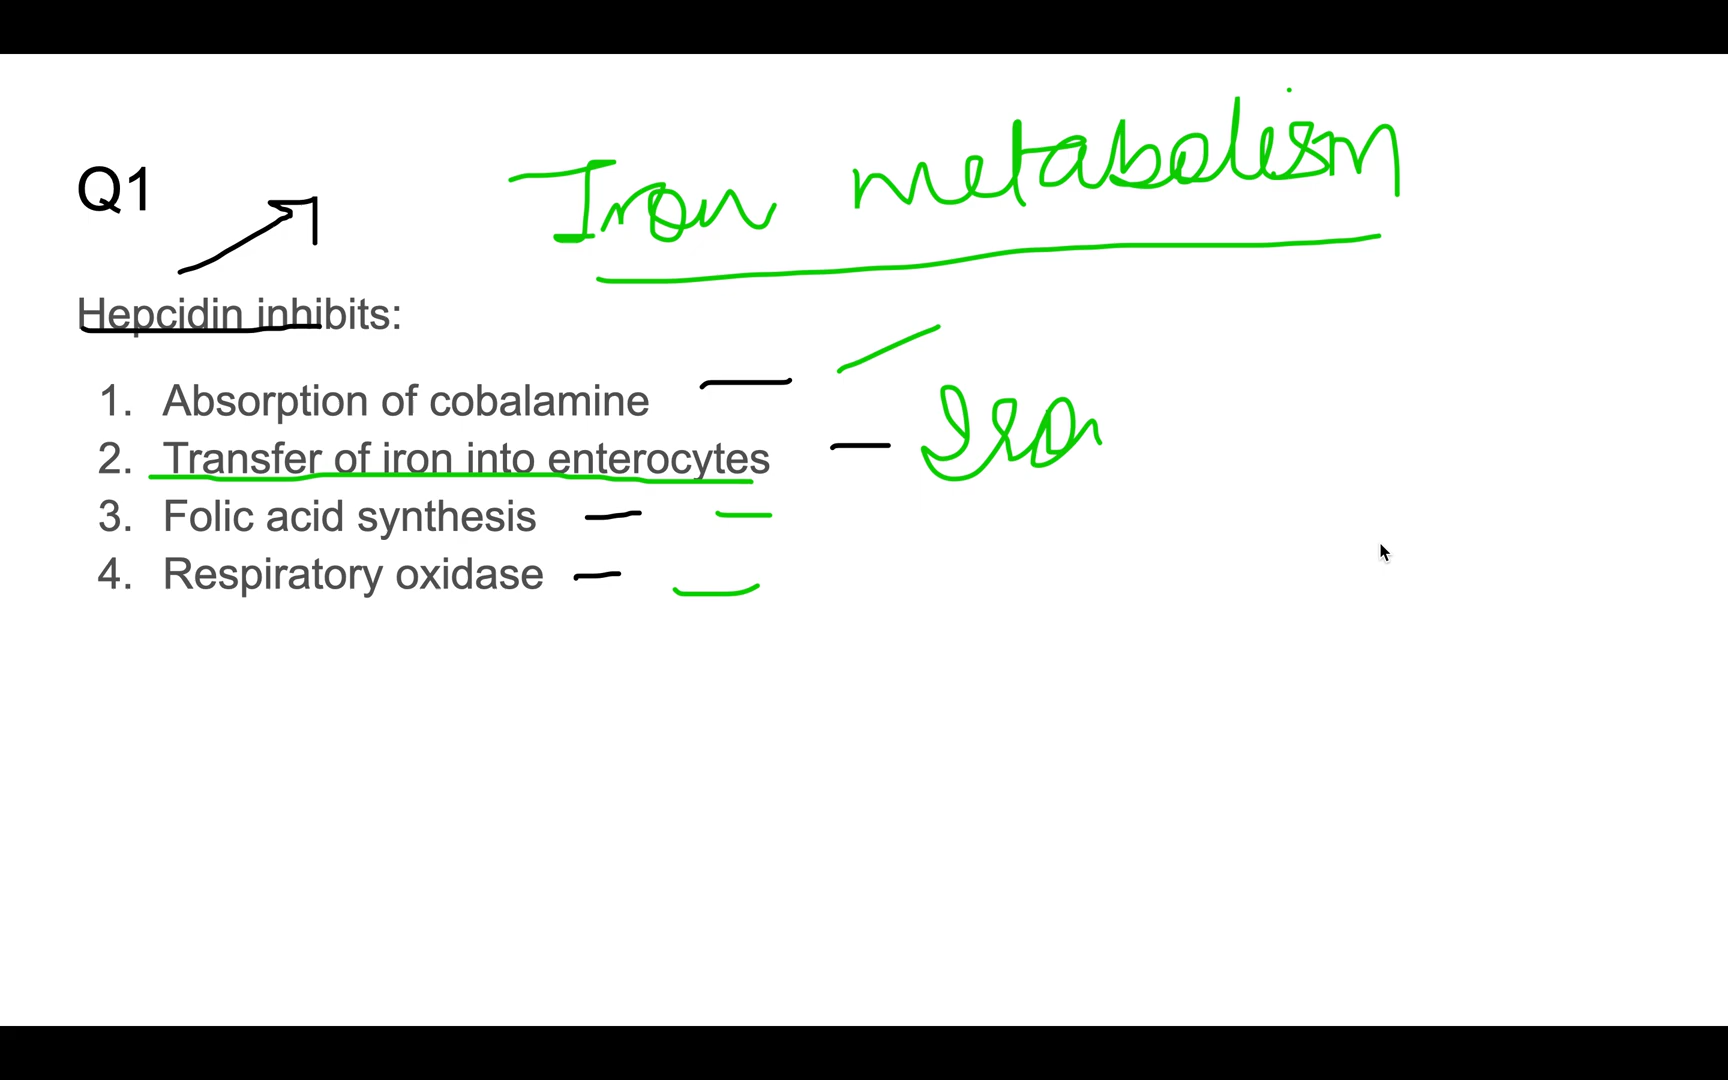 Iron metabolism
Q1
Hepcidin inhibits:
1. Absorption of cobalamine
2. Transfer of iron into enterocytes
Iron
3. Folic acid synthesis
4. Respiratory oxidase